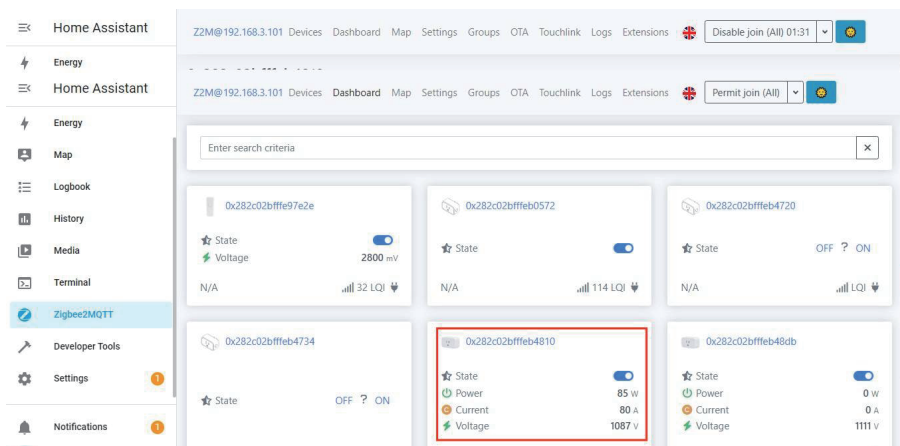 Home Assistant
Z2M@192.168.3.101 Devices Dashboard Map Settings Groups OTA Touchlink Logs Extensions Disable join (All) 01:31
Energy
Home Assistant
Z2M@192.168.3.101 Devices Dashboard Map Settings Groups OTA Touchlink Logs Extensions Permit join (All)
Energy
Map
Logbook
History
Media
Terminal
Zigbee2MQTT
Developer Tools
Settings 1
Notifications 1
Enter search criteria
0x282c02bfffe97e2e
State
Voltage 2800 mV
N/A 32 LQI
0x282c02bfffeb0572
State
N/A 114 LQI
0x282c02bfffeb4720
State OFF ? ON
N/A LQI
0x282c02bfffeb4734
State OFF ? ON
0x282c02bfffeb4810
State
Power 85 W
Current 80 A
Voltage 1087 V
0x282c02bfffeb48db
State
Power 0 W
Current 0 A
Voltage 1111 V